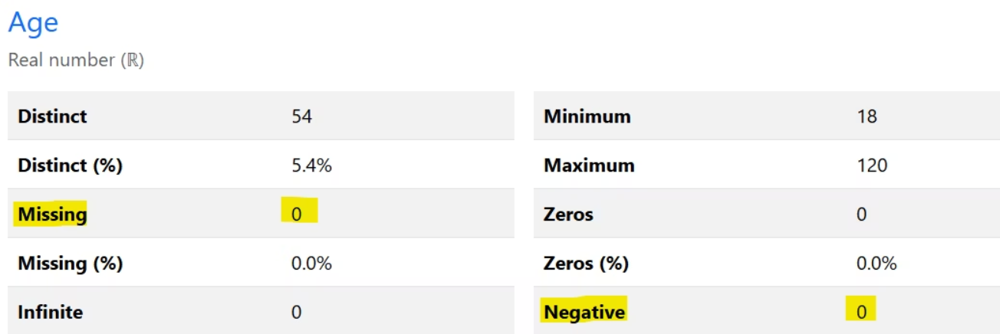 Age
Real number (ℝ)
Distinct 54
Minimum 18
Distinct (%) 5.4%
Maximum 120
Missing 0
Zeros 0
Missing (%) 0.0%
Zeros (%) 0.0%
Infinite 0
Negative 0